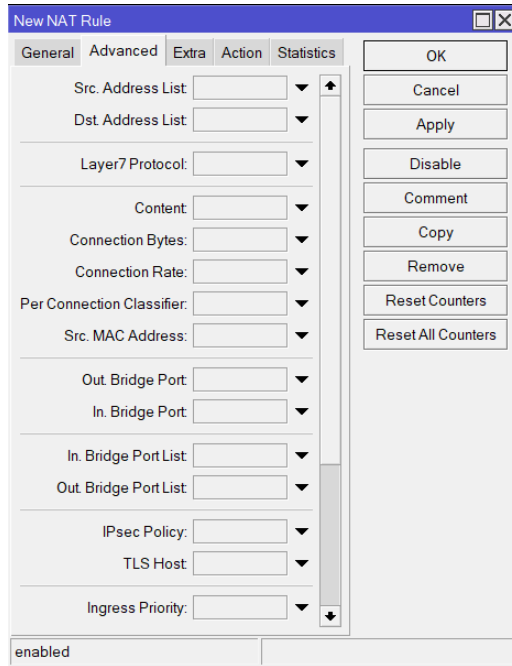 New NAT Rule
General Advanced Extra Action Statistics
Src. Address List:
Dst. Address List:
Layer7 Protocol:
Content:
Connection Bytes:
Connection Rate:
Per Connection Classifier:
Src. MAC Address:
Out. Bridge Port:
In. Bridge Port:
In. Bridge Port List:
Out. Bridge Port List:
IPsec Policy:
TLS Host:
Ingress Priority:
OK
Cancel
Apply
Disable
Comment
Copy
Remove
Reset Counters
Reset All Counters
enabled